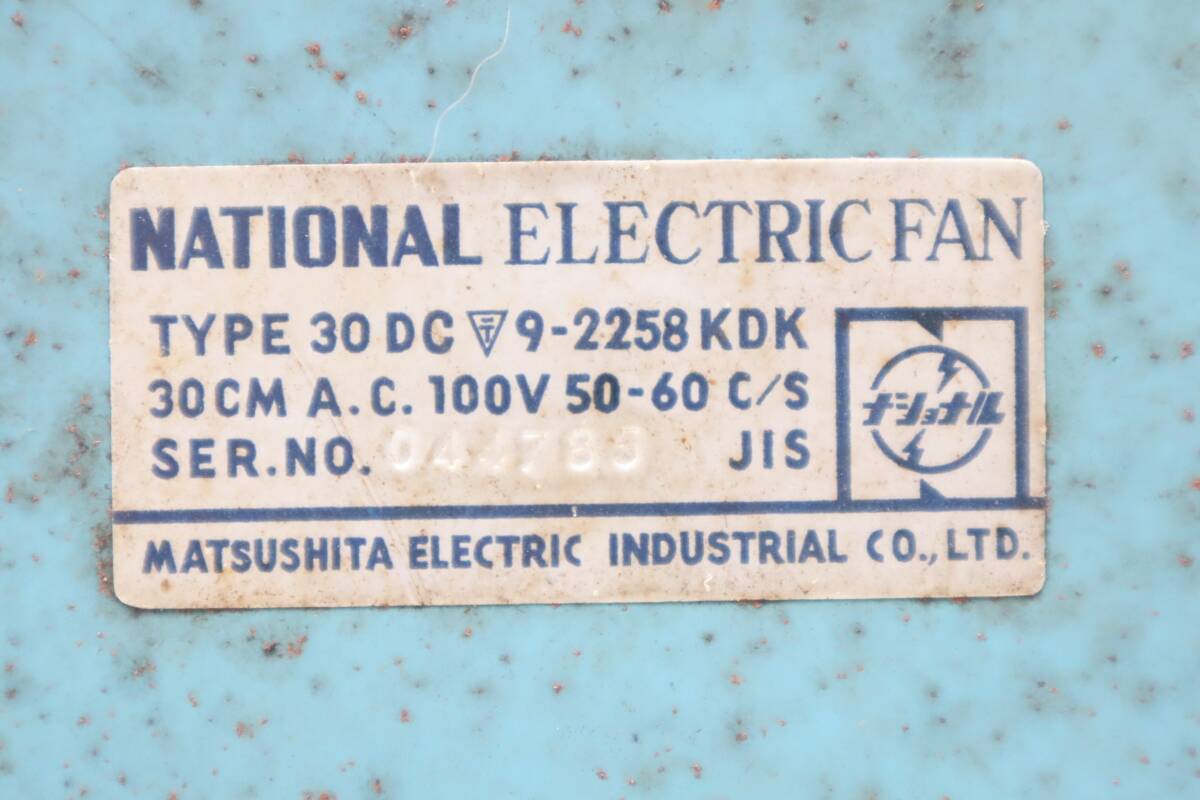 NATIONAL ELECTRIC FAN
TYPE 30 DC 〒 9-2258 KDK
30CM A.C. 100V 50-60 C/S
SER.NO. 044783 JIS
ナショナル
MATSUSHITA ELECTRIC INDUSTRIAL CO., LTD.